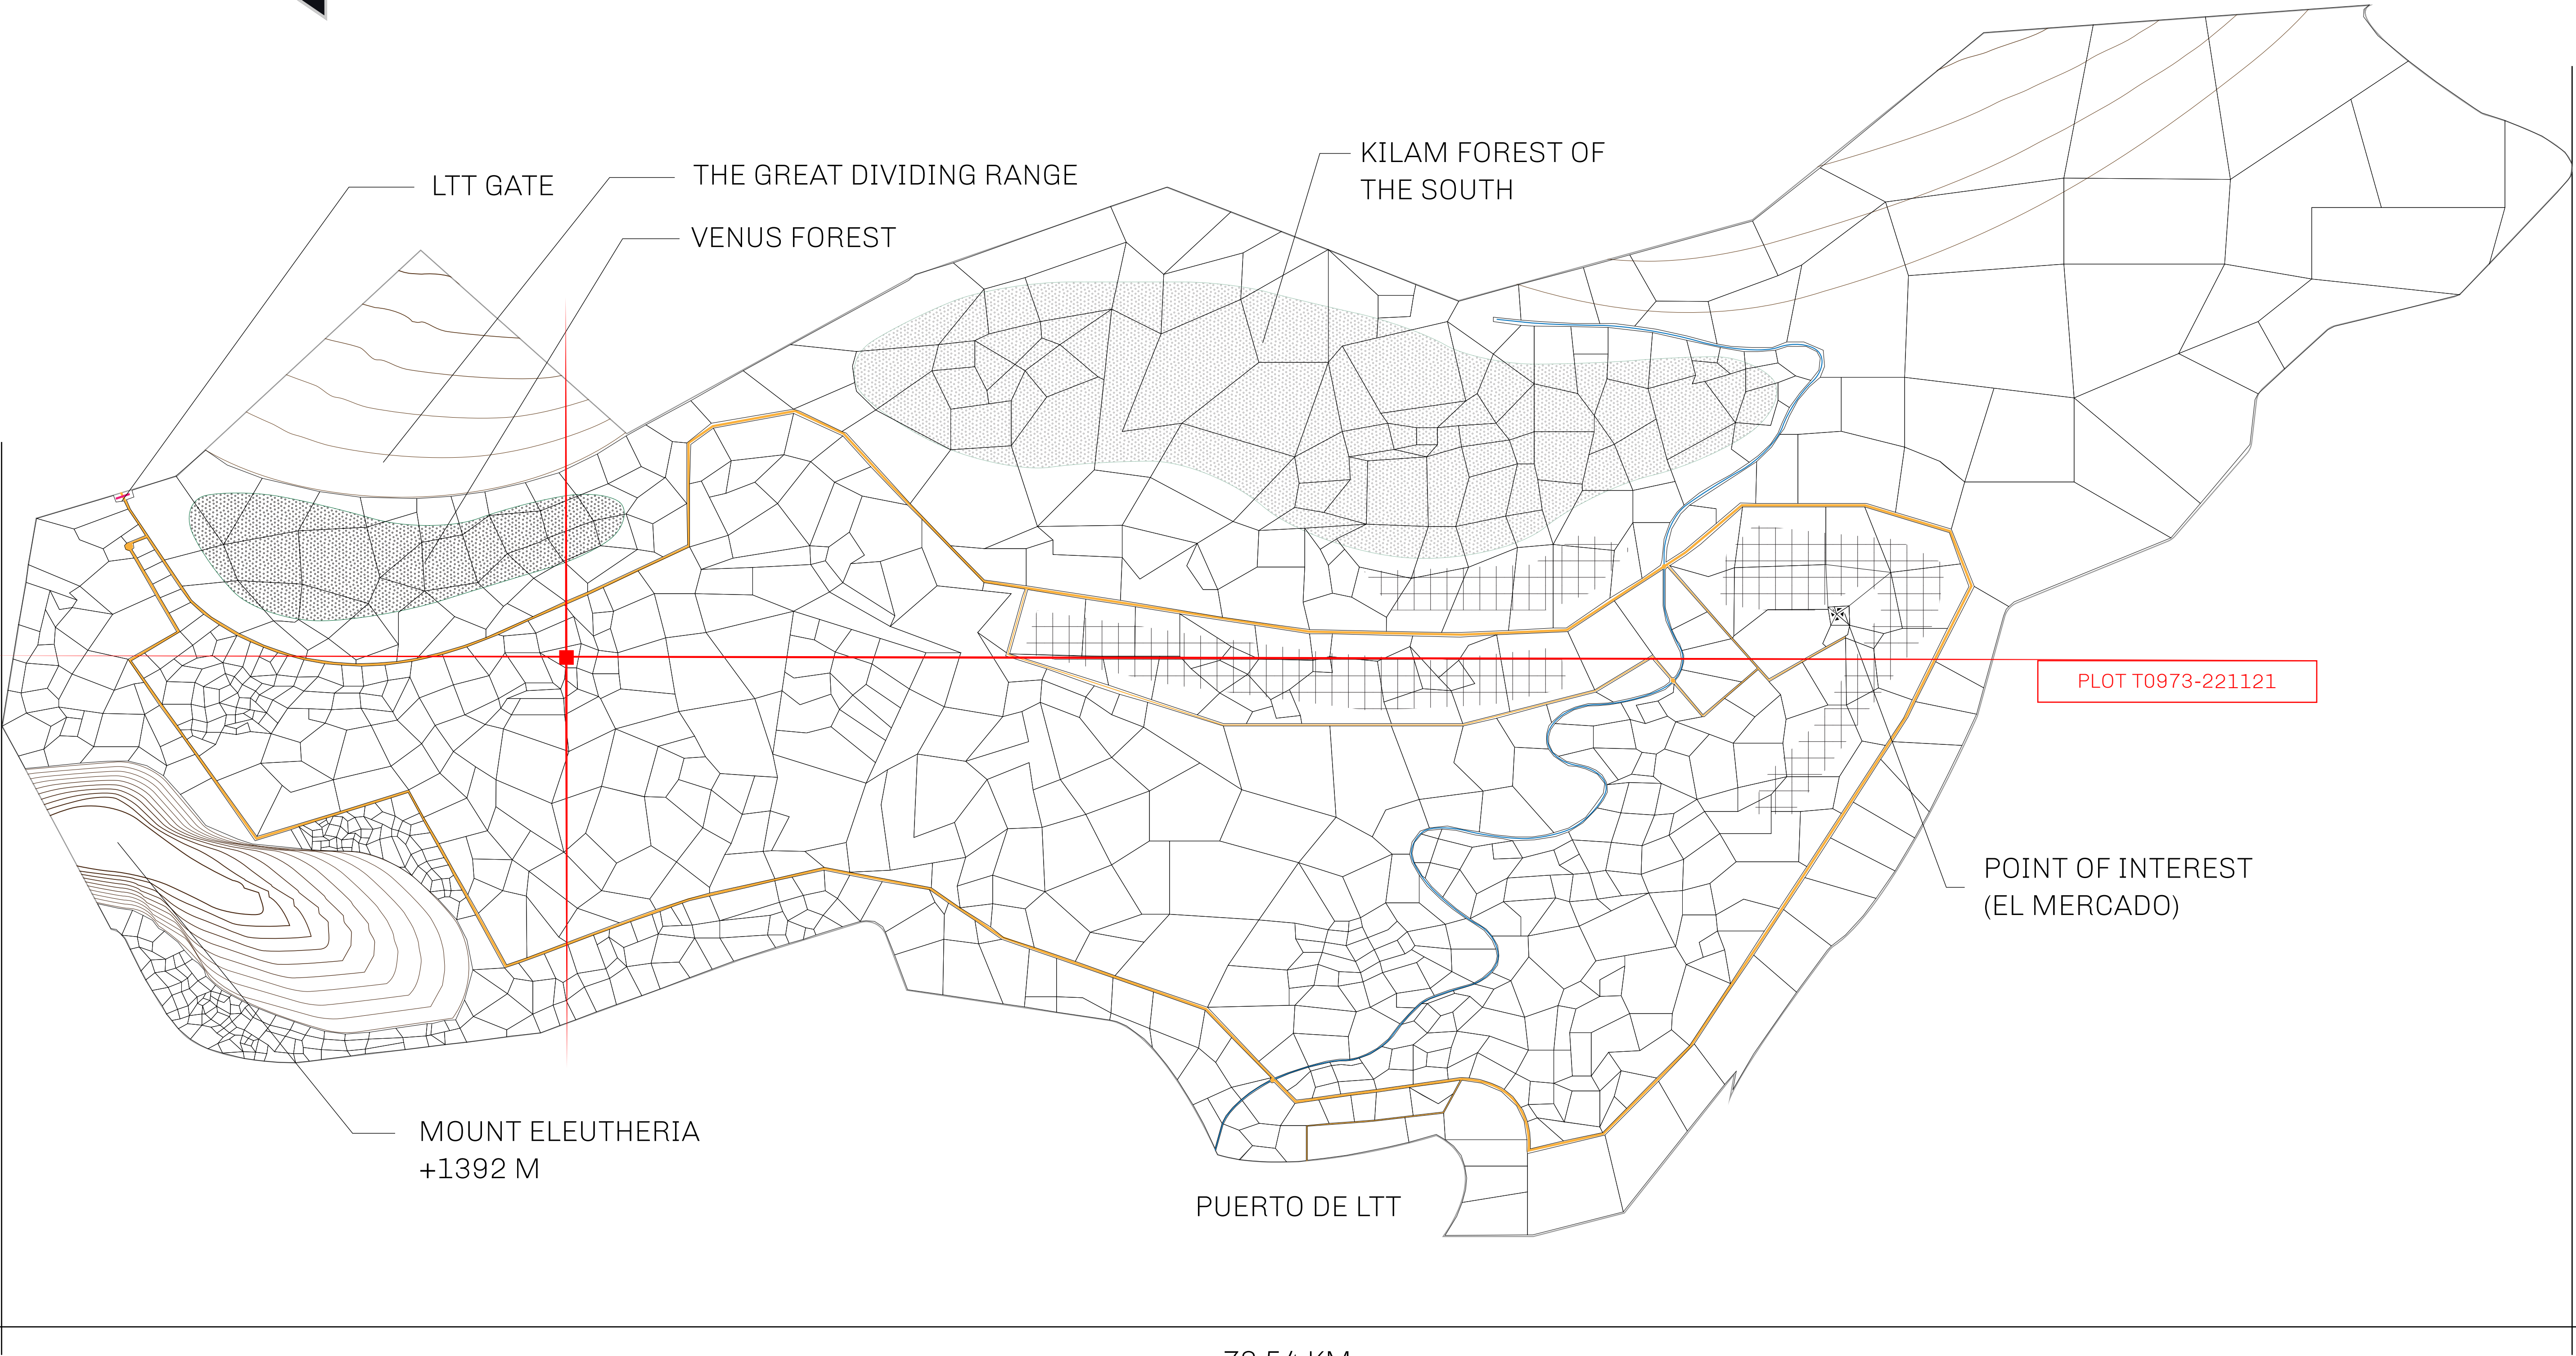 KILAM FOREST OF
THE SOUTH
LTT GATE
THE GREAT DIVIDING RANGE
VENUS FOREST
PLOT T0973-221121
POINT OF INTEREST
(EL MERCADO)
MOUNT ELEUTHERIA
+1392 M
PUERTO DE LTT
KM